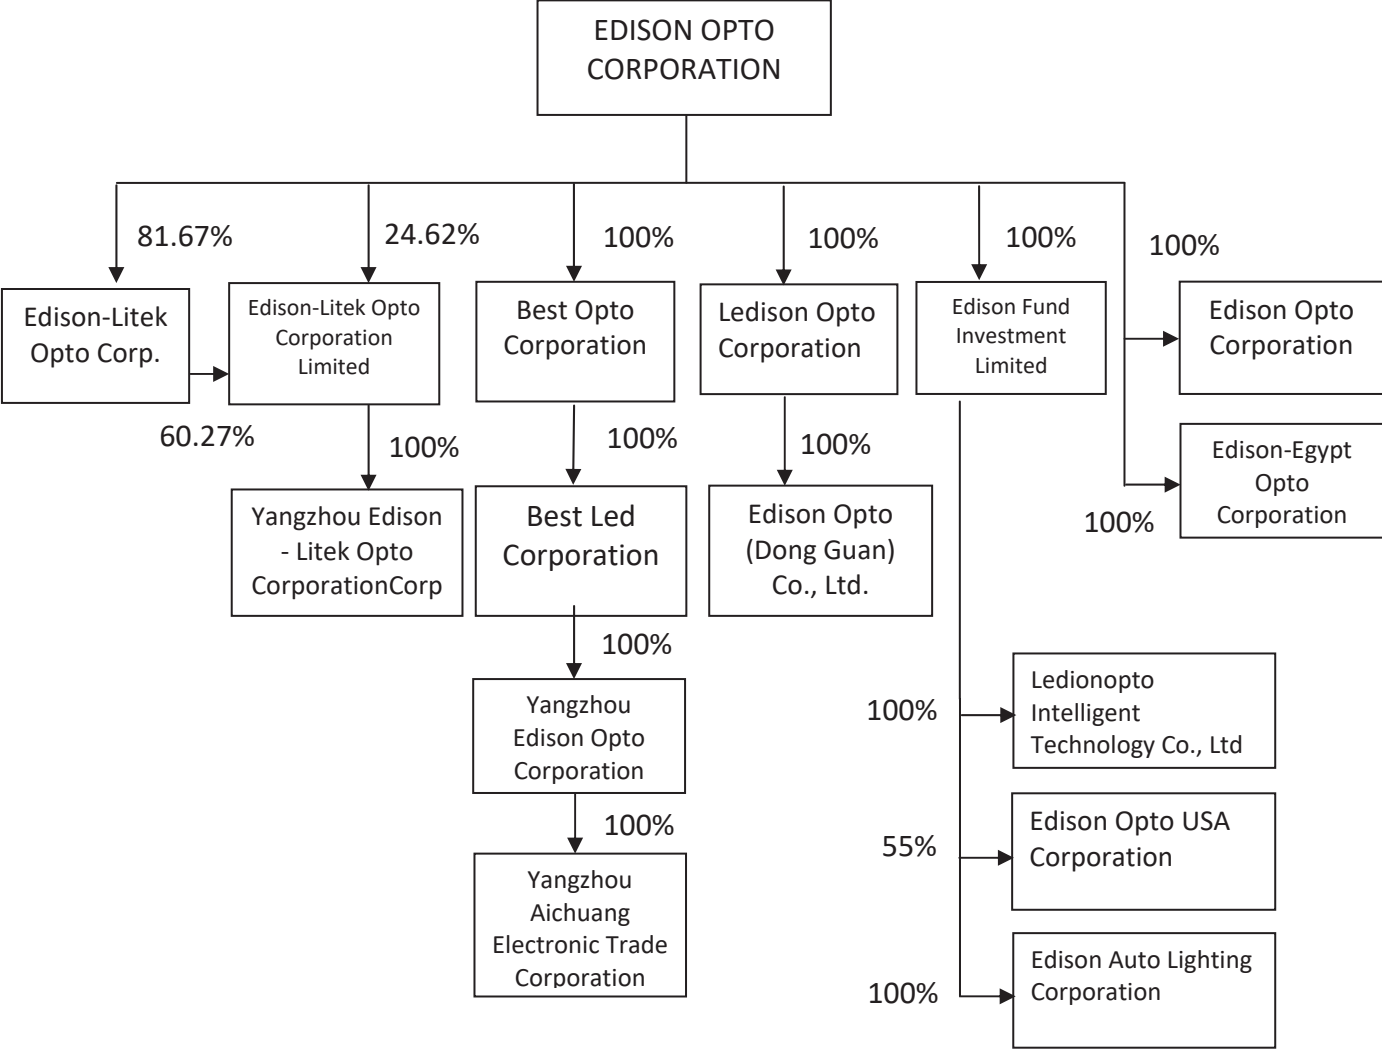 EDISON OPTO
CORPORATION
81.67%
24.62%
100%
100%
100%
100%
Edison-Litek
Opto Corp.
Edison-Litek Opto
Corporation
Limited
Best Opto
Corporation
Ledison Opto
Corporation
Edison Fund
Investment
Limited
Edison Opto
Corporation
60.27%
100%
100%
100%
Edison-Egypt
Opto
Corporation
100%
Yangzhou Edison
- Litek Opto
CorporationCorp
Best Led
Corporation
Edison Opto
(Dong Guan)
Co., Ltd.
100%
Yangzhou
Edison Opto
Corporation
100%
Ledionopto
Intelligent
Technology Co., Ltd
100%
55%
Edison Opto USA
Corporation
Yangzhou
Aichuang
Electronic Trade
Corporation
100%
Edison Auto Lighting
Corporation